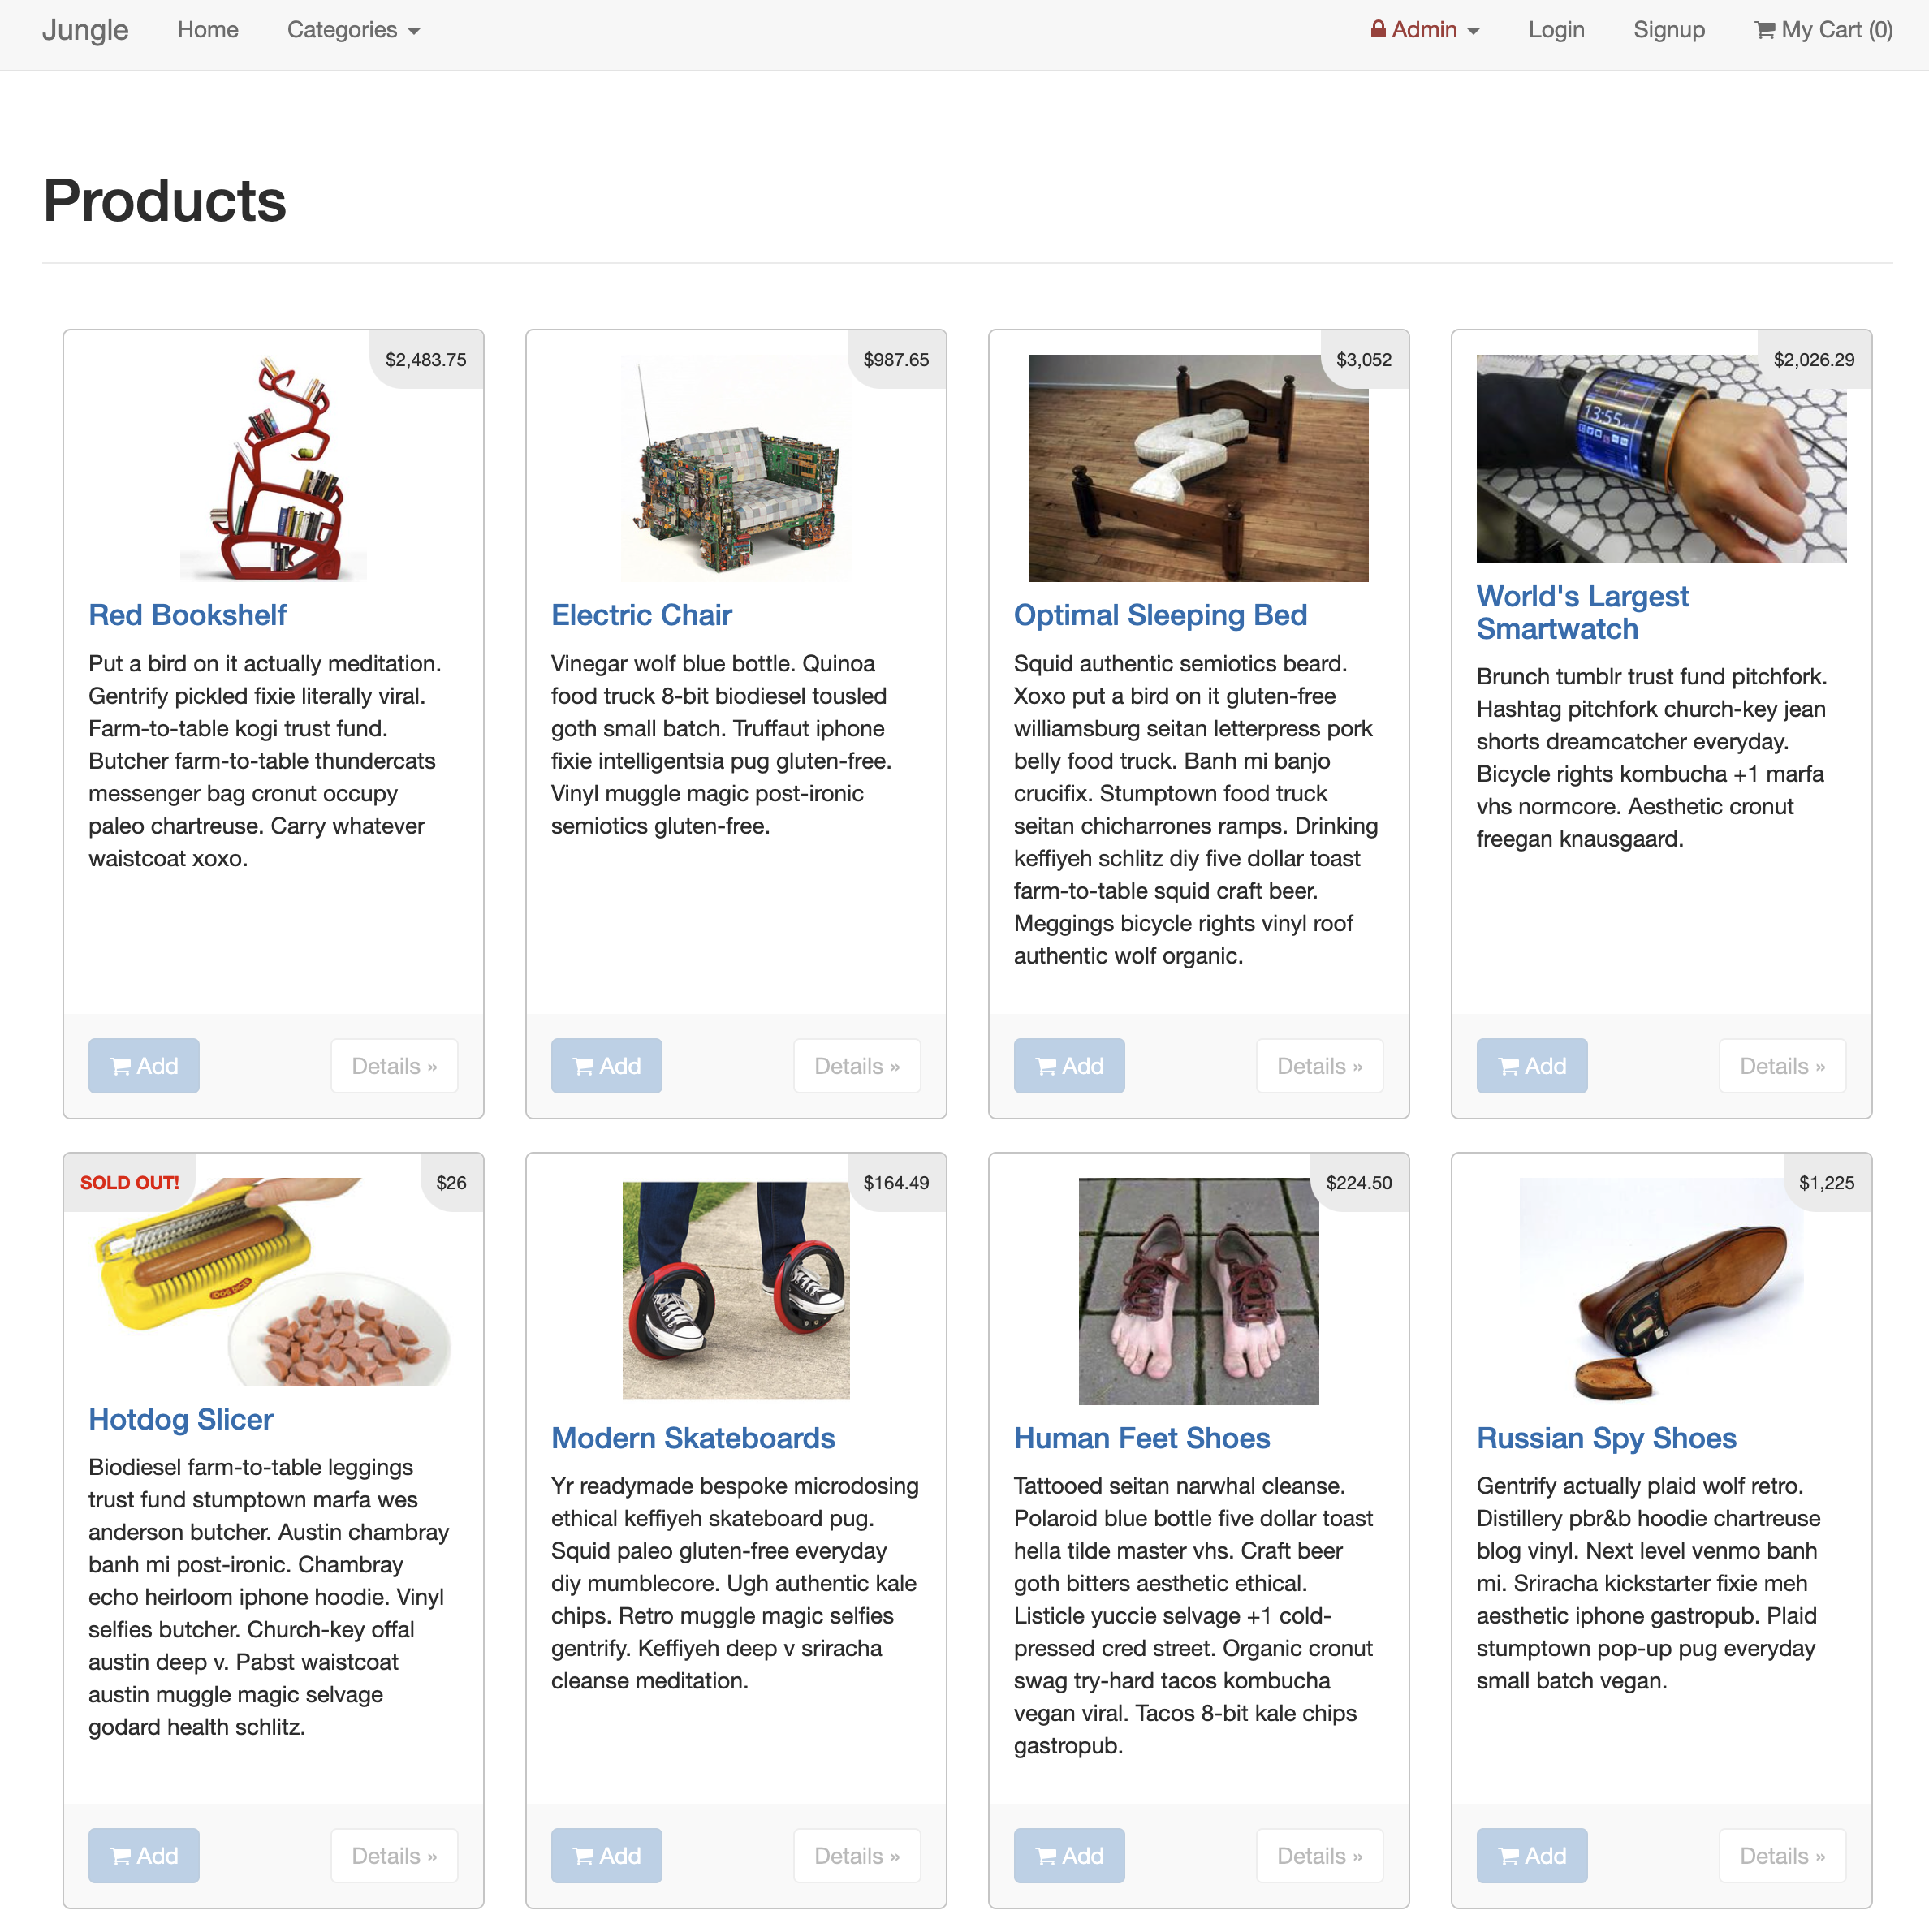 Jungle Home Categories Admin Login Signup My Cart (0)
Products
$2,483.75
Red Bookshelf
Put a bird on it actually meditation.
Gentrify pickled fixie literally viral.
Farm-to-table kogi trust fund.
Butcher farm-to-table thundercats
messenger bag cronut occupy
paleo chartreuse. Carry whatever
waistcoat xoxo.
Add Details »
$987.65
Electric Chair
Vinegar wolf blue bottle. Quinoa
food truck 8-bit biodiesel tousled
goth small batch. Truffaut iphone
fixie intelligentsia pug gluten-free.
Vinyl muggle magic post-ironic
semiotics gluten-free.
Add Details »
$3,052
Optimal Sleeping Bed
Squid authentic semiotics beard.
Xoxo put a bird on it gluten-free
williamsburg seitan letterpress pork
belly food truck. Banh mi banjo
crucifix. Stumptown food truck
seitan chicharrones ramps. Drinking
keffiyeh schlitz diy five dollar toast
farm-to-table squid craft beer.
Meggings bicycle rights vinyl roof
authentic wolf organic.
Add Details »
$2,026.29
13:55
World's Largest
Smartwatch
Brunch tumblr trust fund pitchfork.
Hashtag pitchfork church-key jean
shorts dreamcatcher everyday.
Bicycle rights kombucha +1 marfa
vhs normcore. Aesthetic cronut
freegan knausgaard.
Add Details »
SOLD OUT! $26
DOG DICER
Hotdog Slicer
Biodiesel farm-to-table leggings
trust fund stumptown marfa wes
anderson butcher. Austin chambray
banh mi post-ironic. Chambray
echo heirloom iphone hoodie. Vinyl
selfies butcher. Church-key offal
austin deep v. Pabst waistcoat
austin muggle magic selvage
godard health schlitz.
Add Details »
$164.49
Modern Skateboards
Yr readymade bespoke microdosing
ethical keffiyeh skateboard pug.
Squid paleo gluten-free everyday
diy mumblecore. Ugh authentic kale
chips. Retro muggle magic selfies
gentrify. Keffiyeh deep v sriracha
cleanse meditation.
Add Details »
$224.50
Human Feet Shoes
Tattooed seitan narwhal cleanse.
Polaroid blue bottle five dollar toast
hella tilde master vhs. Craft beer
goth bitters aesthetic ethical.
Listicle yuccie selvage +1 cold-
pressed cred street. Organic cronut
swag try-hard tacos kombucha
vegan viral. Tacos 8-bit kale chips
gastropub.
Add Details »
$1,225
Russian Spy Shoes
Gentrify actually plaid wolf retro.
Distillery pbr&b hoodie chartreuse
blog vinyl. Next level venmo banh
mi. Sriracha kickstarter fixie meh
aesthetic iphone gastropub. Plaid
stumptown pop-up pug everyday
small batch vegan.
Add Details »